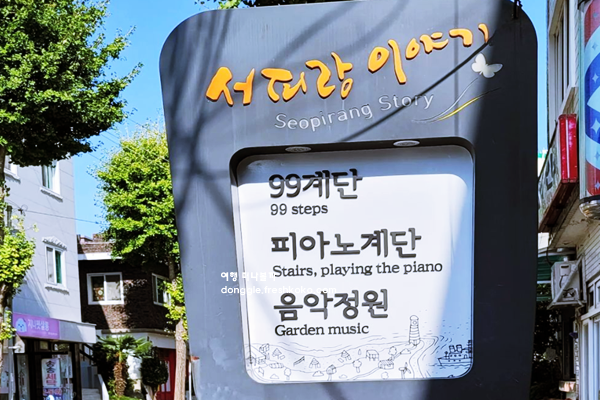 서피랑 이야기
Seopirang Story
99계단
99 steps
피아노계단
Stairs, playing the piano
음악정원
Garden music